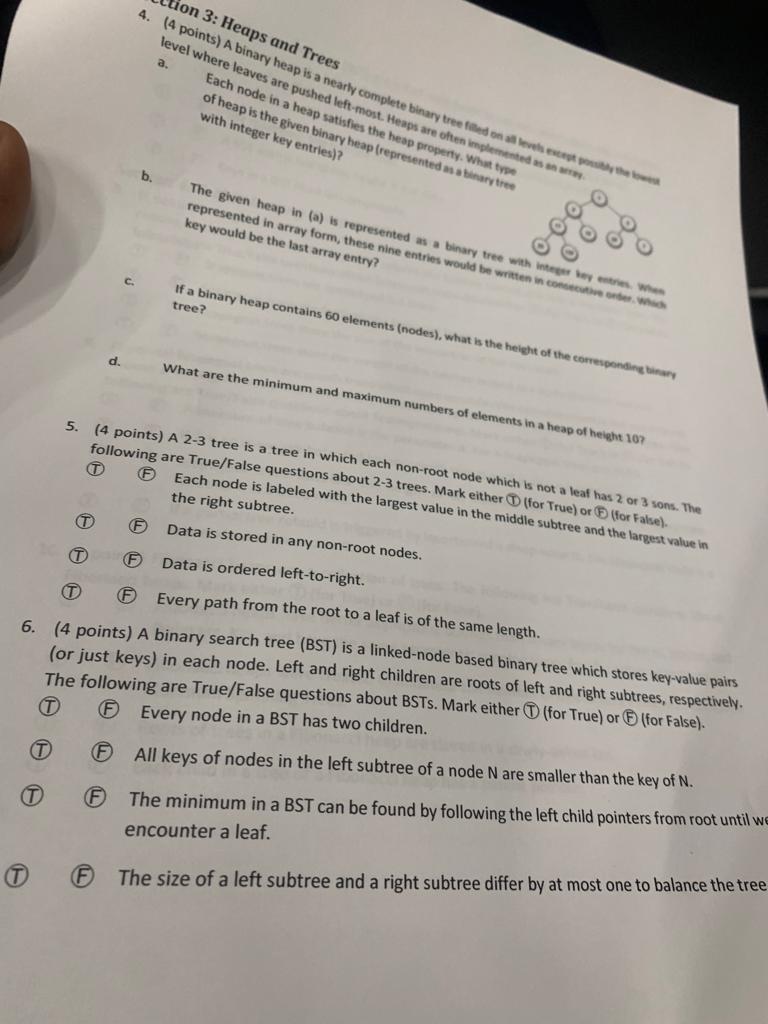 ction 3: Heaps and Trees
4. (4 points) A binary heap is a nearly complete binary tree filled on all levels except possibly the lowest
level where leaves are pushed left-most. Heaps are often implemented as an array.
a. Each node in a heap satisfies the heap property. What type
of heap is the given binary heap (represented as a binary tree
with integer key entries)?
b. The given heap in (a) is represented as a binary tree with integer key entries. When
represented in array form, these nine entries would be written in consecutive order. Which
key would be the last array entry?
c. If a binary heap contains 60 elements (nodes), what is the height of the corresponding binary
tree?
d. What are the minimum and maximum numbers of elements in a heap of height 10?
5. (4 points) A 2-3 tree is a tree in which each non-root node which is not a leaf has 2 or 3 sons. The
following are True/False questions about 2-3 trees. Mark either Ⓣ (for True) or Ⓕ (for False).
Ⓣ Ⓕ Each node is labeled with the largest value in the middle subtree and the largest value in
the right subtree.
Ⓣ Ⓕ Data is stored in any non-root nodes.
Ⓣ Ⓕ Data is ordered left-to-right.
Ⓣ Ⓕ Every path from the root to a leaf is of the same length.
6. (4 points) A binary search tree (BST) is a linked-node based binary tree which stores key-value pairs
(or just keys) in each node. Left and right children are roots of left and right subtrees, respectively.
The following are True/False questions about BSTs. Mark either Ⓣ (for True) or Ⓕ (for False).
Ⓣ Ⓕ Every node in a BST has two children.
Ⓣ Ⓕ All keys of nodes in the left subtree of a node N are smaller than the key of N.
Ⓣ Ⓕ The minimum in a BST can be found by following the left child pointers from root until we
encounter a leaf.
Ⓣ Ⓕ The size of a left subtree and a right subtree differ by at most one to balance the tree